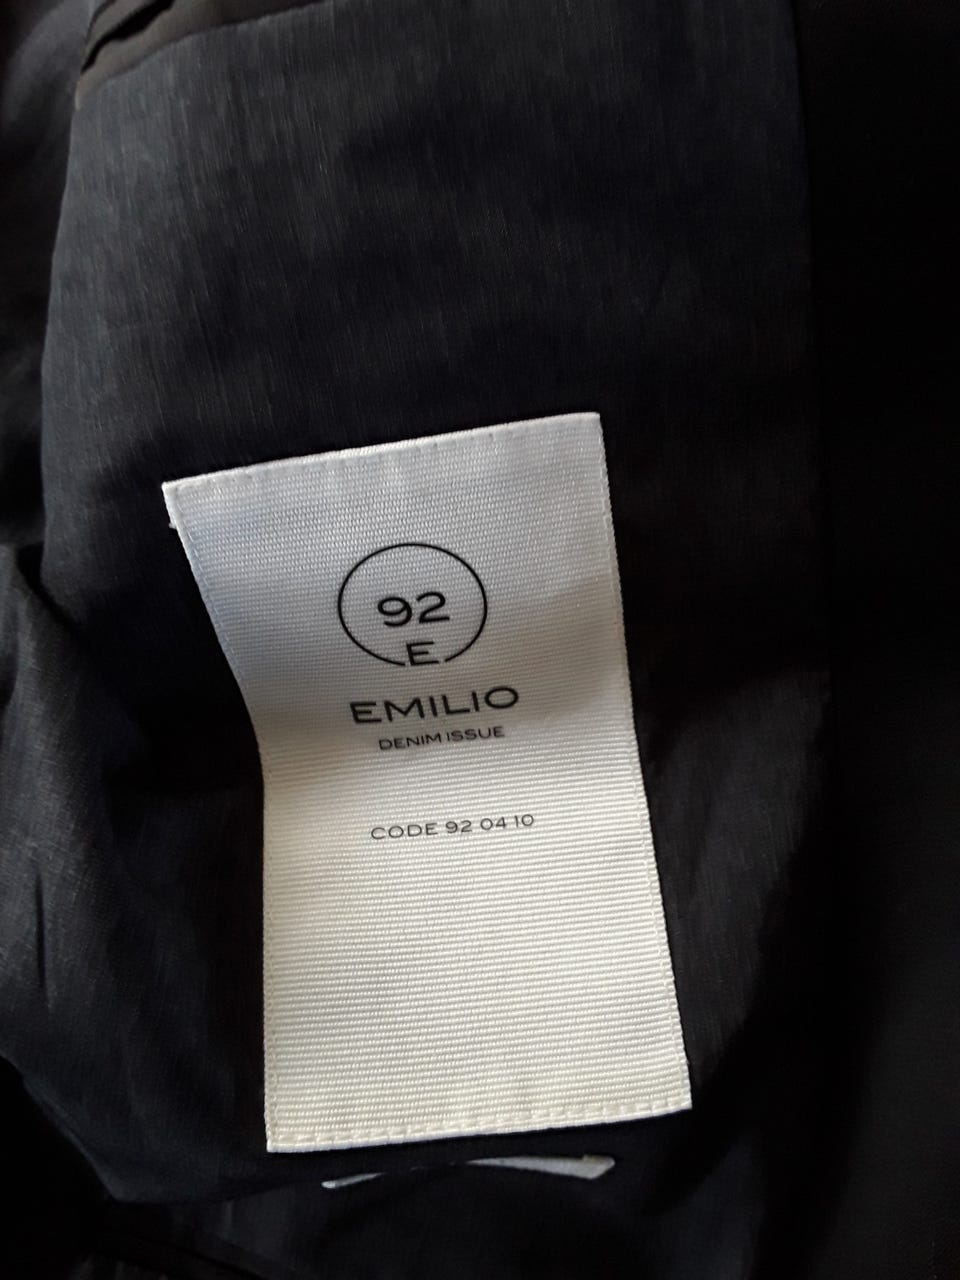 92
E
EMILIO
DENIM ISSUE
CODE 92 04 10